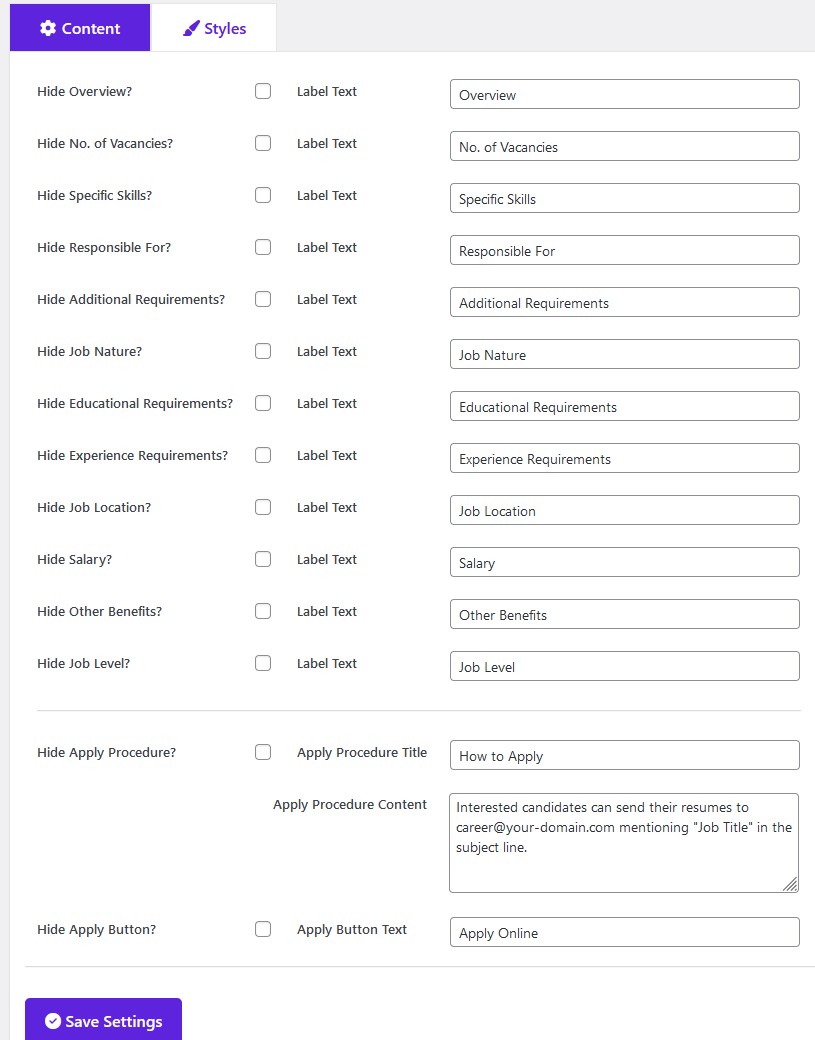 Content Styles
Hide Overview? Label Text Overview
Hide No. of Vacancies? Label Text No. of Vacancies
Hide Specific Skills? Label Text Specific Skills
Hide Responsible For? Label Text Responsible For
Hide Additional Requirements? Label Text Additional Requirements
Hide Job Nature? Label Text Job Nature
Hide Educational Requirements? Label Text Educational Requirements
Hide Experience Requirements? Label Text Experience Requirements
Hide Job Location? Label Text Job Location
Hide Salary? Label Text Salary
Hide Other Benefits? Label Text Other Benefits
Hide Job Level? Label Text Job Level
Hide Apply Procedure? Apply Procedure Title How to Apply
Apply Procedure Content Interested candidates can send their resumes to
career@your-domain.com mentioning "Job Title" in the
subject line.
Hide Apply Button? Apply Button Text Apply Online
Save Settings